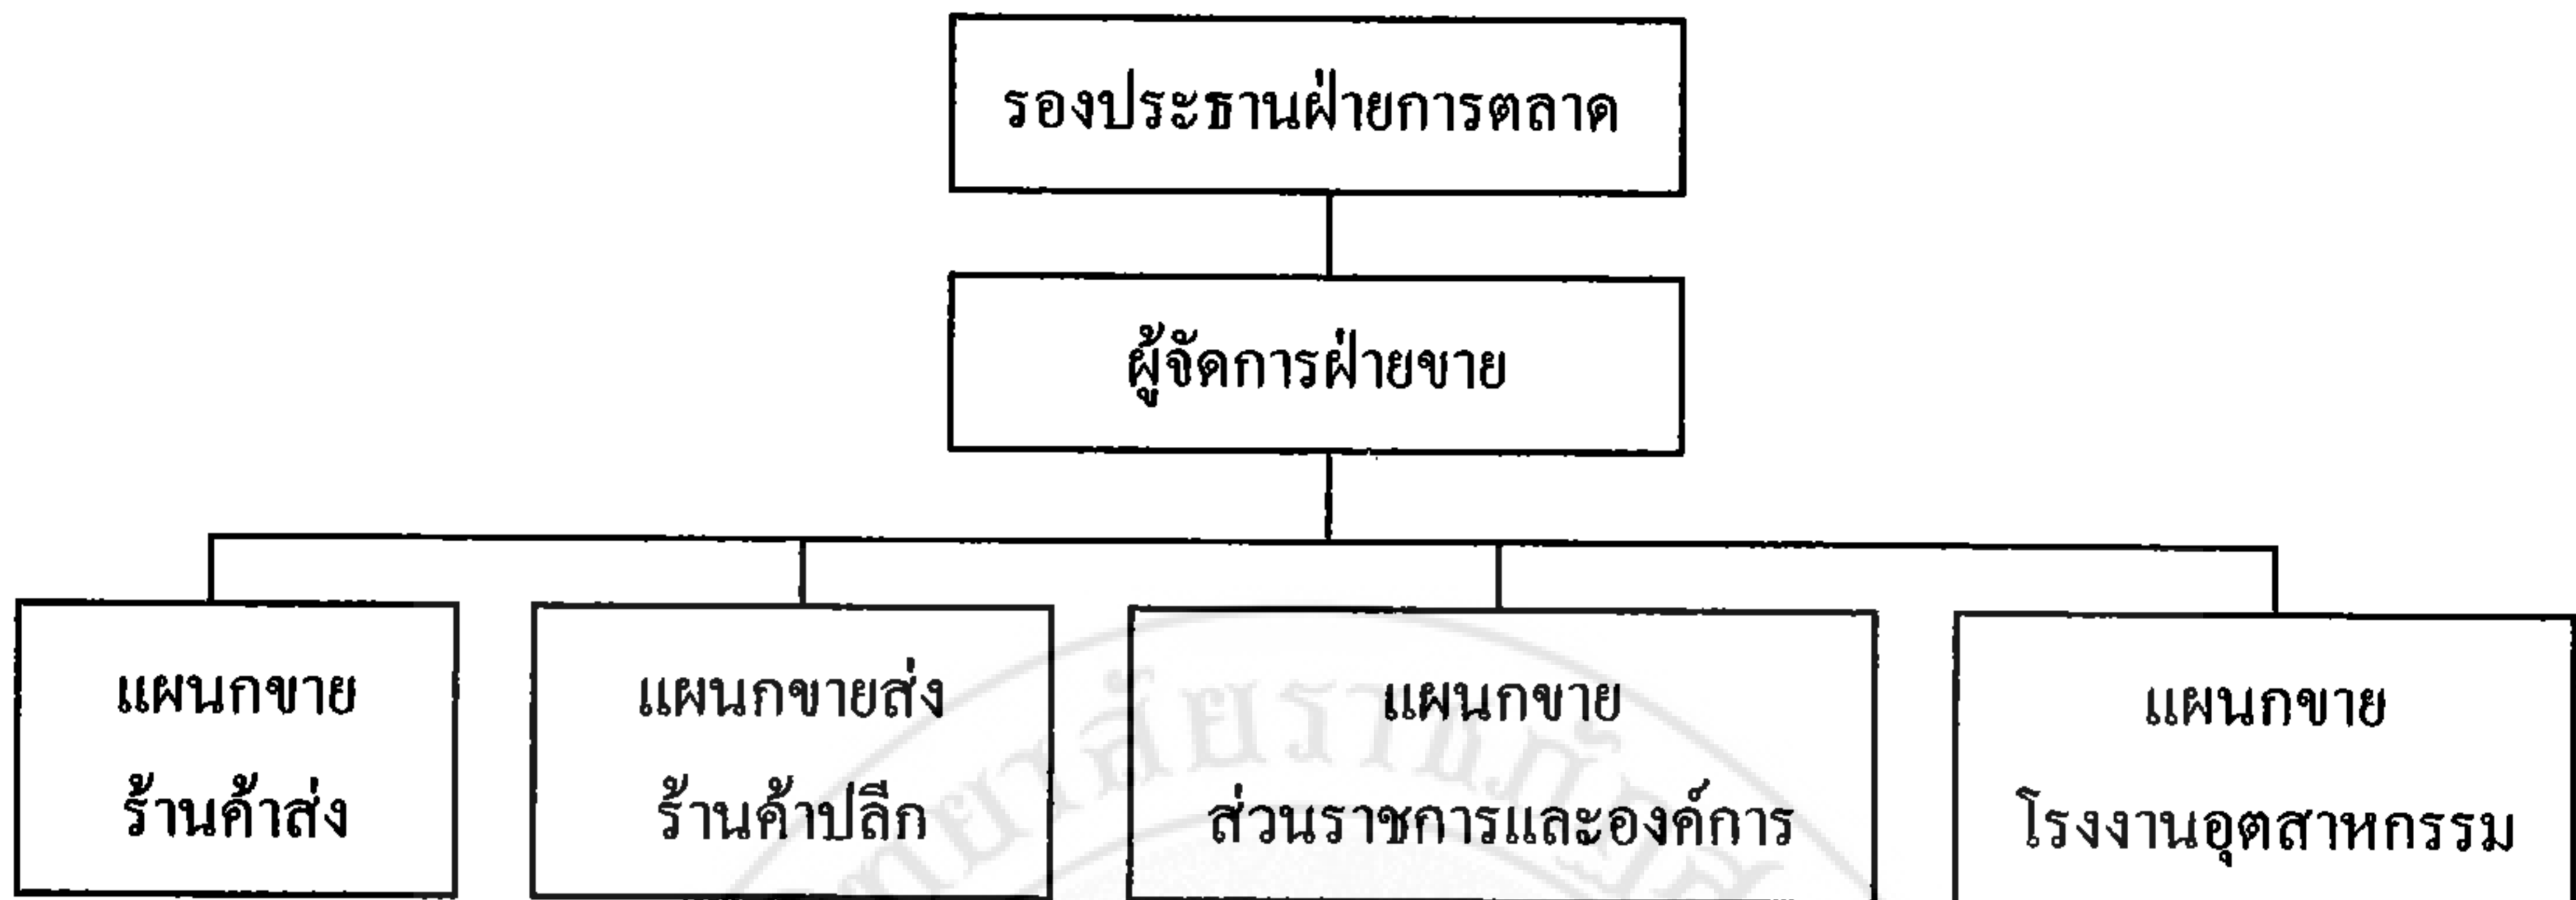 รองประธานฝ่ายการตลาด
ผู้จัดการฝ่ายขาย
แผนกขาย
ร้านค้าส่ง
แผนกขายส่ง
ร้านค้าปลีก
แผนกขาย
ส่วนราชการและองค์การ
แผนกขาย
โรงงานอุตสาหกรรม